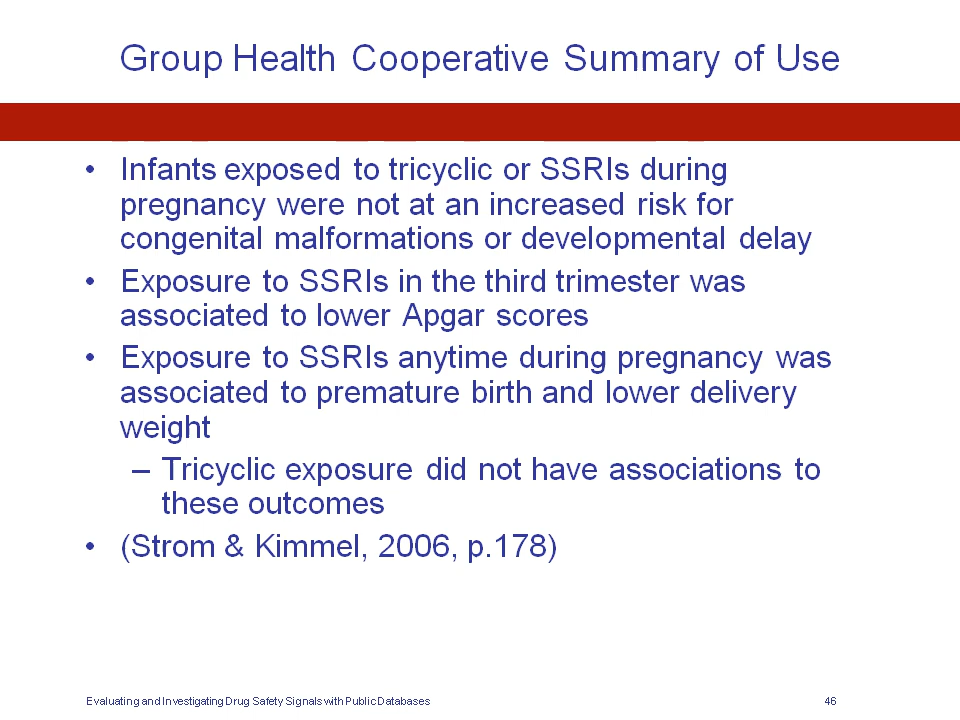 Group Health Cooperative Summary of Use
• Infants exposed to tricyclic or SSRIs during
pregnancy were not at an increased risk for
congenital malformations or developmental delay
• Exposure to SSRIs in the third trimester was
associated to lower Apgar scores
• Exposure to SSRIs anytime during pregnancy was
associated to premature birth and lower delivery
weight
– Tricyclic exposure did not have associations to
these outcomes
• (Strom & Kimmel, 2006, p.178)
Evaluating and Investigating Drug Safety Signals with Public Databases
46